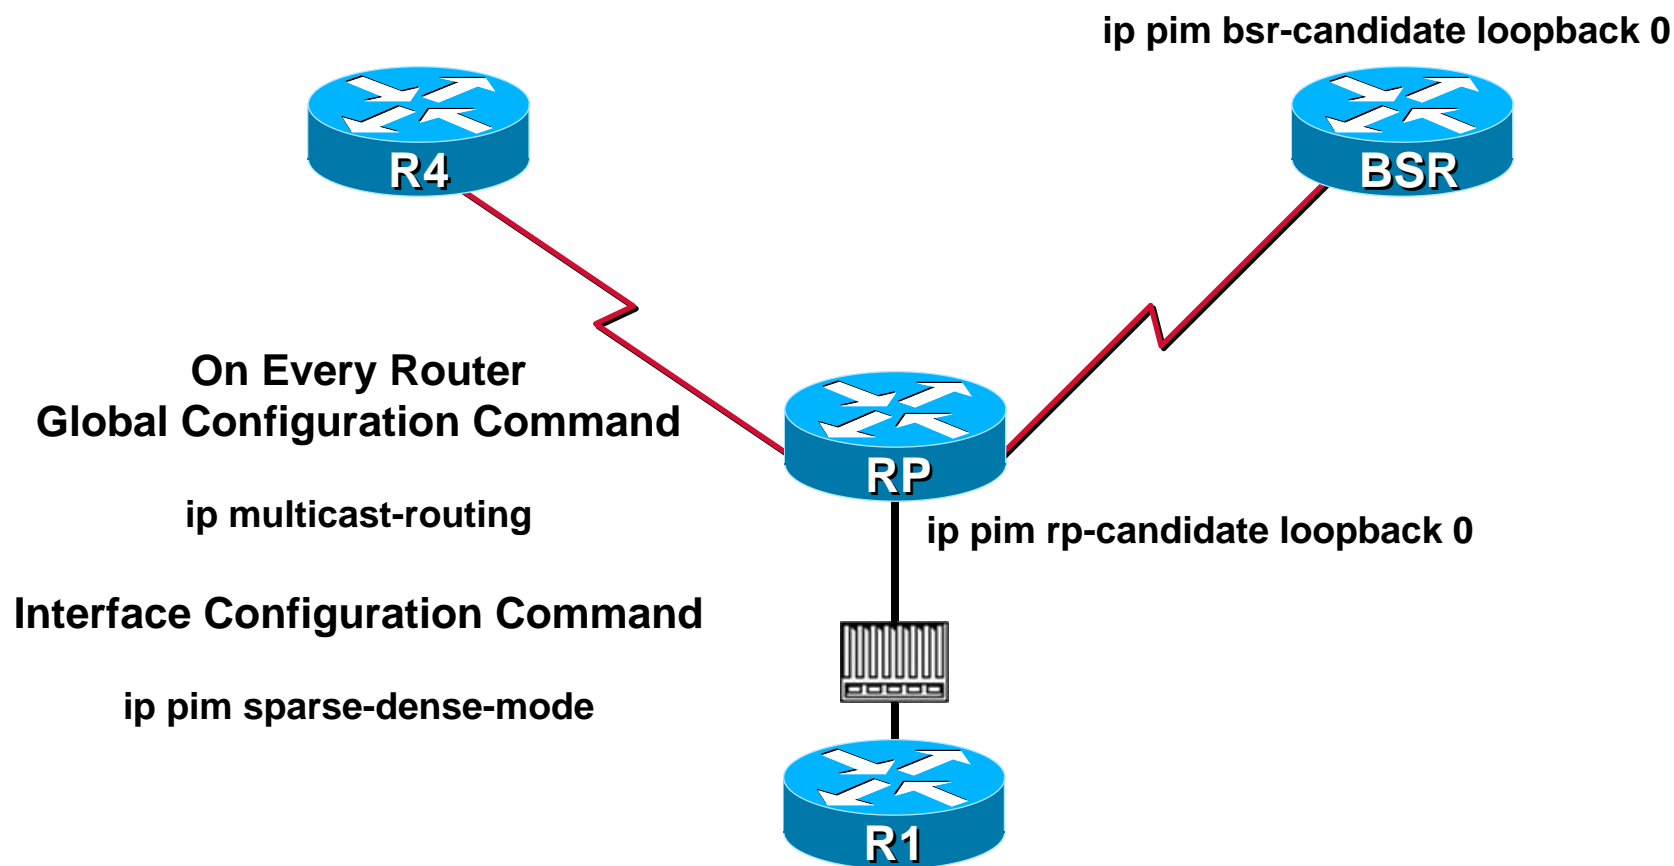 ip pim bsr-candidate loopback 0
R4
BSR
On Every Router
Global Configuration Command
RP
ip multicast-routing
ip pim rp-candidate loopback 0
Interface Configuration Command
ip pim sparse-dense-mode
R1